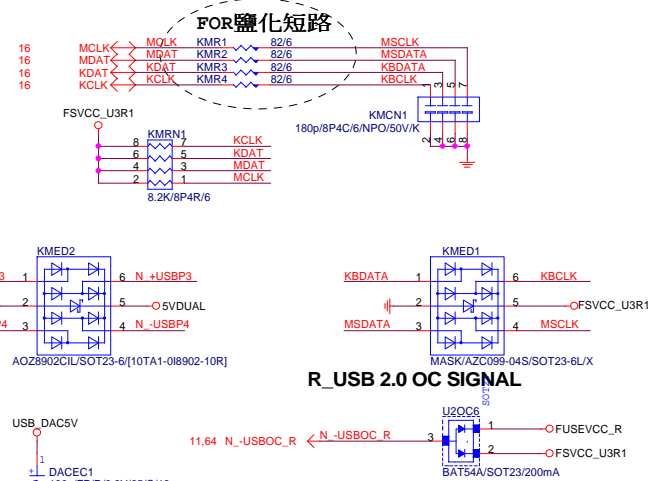 FOR鹽化短路
16 MCLK MCLK KMR1 82/6 MSCLK
16 MDAT MDAT KMR2 82/6 MSDATA
16 KDAT KDAT KMR3 82/6 KBDATA
16 KCLK KCLK KMR4 82/6 KBCLK
1 3 5 7
KMCN1
180p/8P4C/6/NPO/50V/K
2 4 6 8
FSVCC_U3R1
KMRN1
8 7 KCLK
6 5 KDAT
4 3 MDAT
2 1 MCLK
8.2K/8P4R/6
KMED2
3 1 6 N_+USBP3
2 5 5VDUAL
P4 3 4 N_-USBP4
AOZ8902CIL/SOT23-6/[10TA1-0I8902-10R]
KMED1
KBDATA 1 6 KBCLK
2 5 FSVCC_U3R1
MSDATA 3 4 MSCLK
MASK/AZC099-04S/SOT23-6L/X
R_USB 2.0 OC SIGNAL
U2OC6
11,64 N_-USBOC_R N_-USBOC_R 3
1 FUSEVCC_R
2 FSVCC_U3R1
BAT54A/SOT23/200mA
USB_DAC5V
1
DACEC1